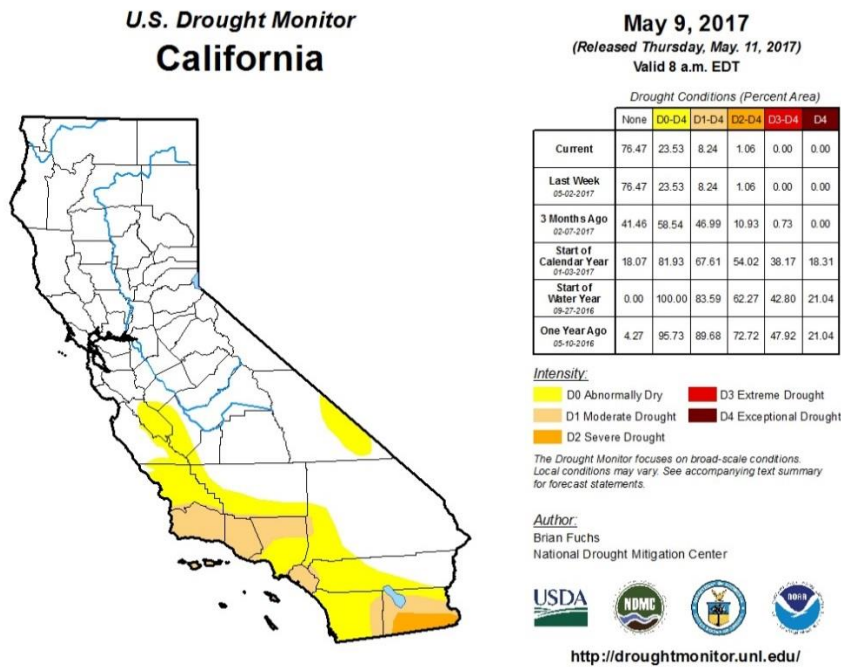 U.S. Drought Monitor
California
May 9, 2017
(Released Thursday, May. 11, 2017)
Valid 8 a.m. EDT
Drought Conditions (Percent Area)
None D0-D4 D1-D4 D2-D4 D3-D4 D4
Current 76.47 23.53 8.24 1.06 0.00 0.00
Last Week 76.47 23.53 8.24 1.06 0.00 0.00
05-02-2017
3 Months Ago 41.46 58.54 46.99 10.93 0.73 0.00
02-07-2017
Start of
Calendar Year 18.07 81.93 67.61 54.02 38.17 18.31
01-03-2017
Start of
Water Year 0.00 100.00 83.59 62.27 42.80 21.04
09-27-2016
One Year Ago 4.27 95.73 89.68 72.72 47.92 21.04
05-10-2016
Intensity:
D0 Abnormally Dry D3 Extreme Drought
D1 Moderate Drought D4 Exceptional Drought
D2 Severe Drought
The Drought Monitor focuses on broad-scale conditions.
Local conditions may vary. See accompanying text summary
for forecast statements.
Author:
Brian Fuchs
National Drought Mitigation Center
USDA NDMC NOAA
http://droughtmonitor.unl.edu/